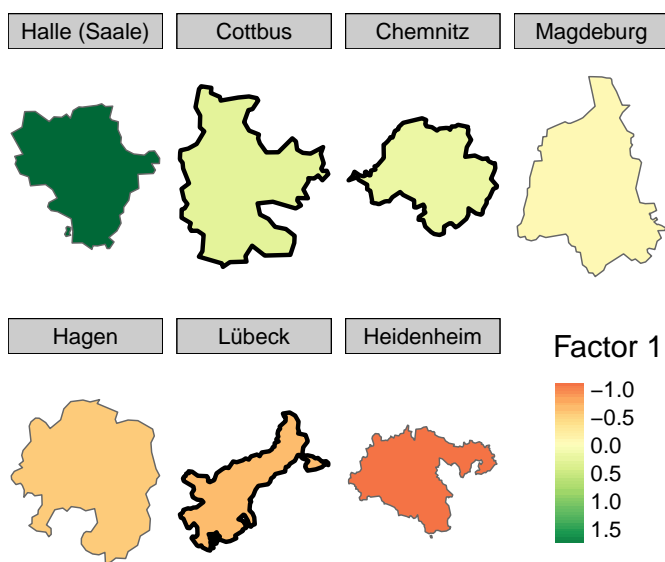 Halle (Saale) Cottbus Chemnitz Magdeburg
Hagen Lübeck Heidenheim
Factor 1
−1.0
−0.5
0.0
0.5
1.0
1.5